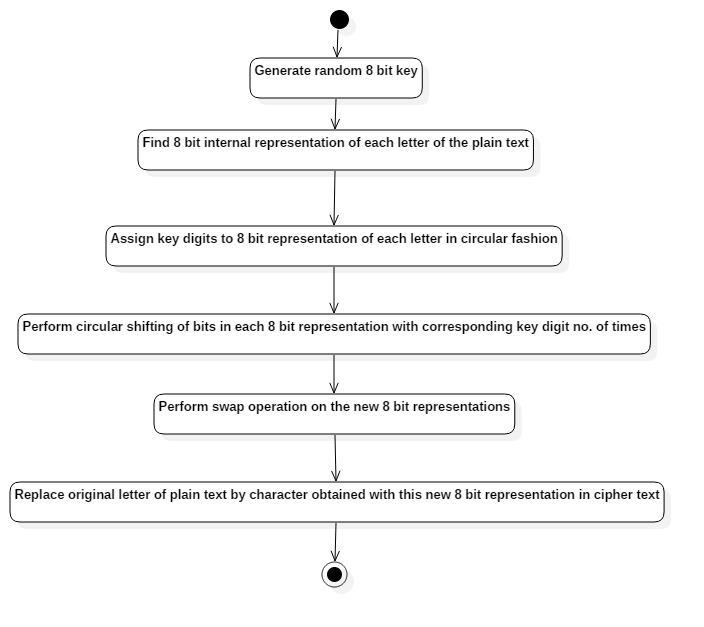 Generate random 8 bit key
Find 8 bit internal representation of each letter of the plain text
Assign key digits to 8 bit representation of each letter in circular fashion
Perform circular shifting of bits in each 8 bit representation with corresponding key digit no. of times
Perform swap operation on the new 8 bit representations
Replace original letter of plain text by character obtained with this new 8 bit representation in cipher text